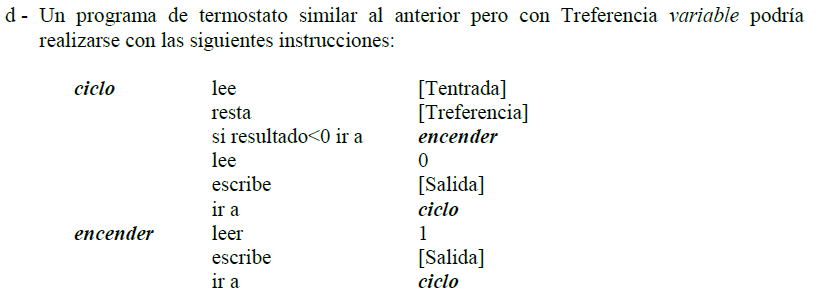 d - Un programa de termostato similar al anterior pero con Treferencia variable podría
realizarse con las siguientes instrucciones:
ciclo lee [Tentrada]
resta [Treferencia]
si resultado<0 ir a encender
lee 0
escribe [Salida]
ir a ciclo
encender leer 1
escribe [Salida]
ir a ciclo